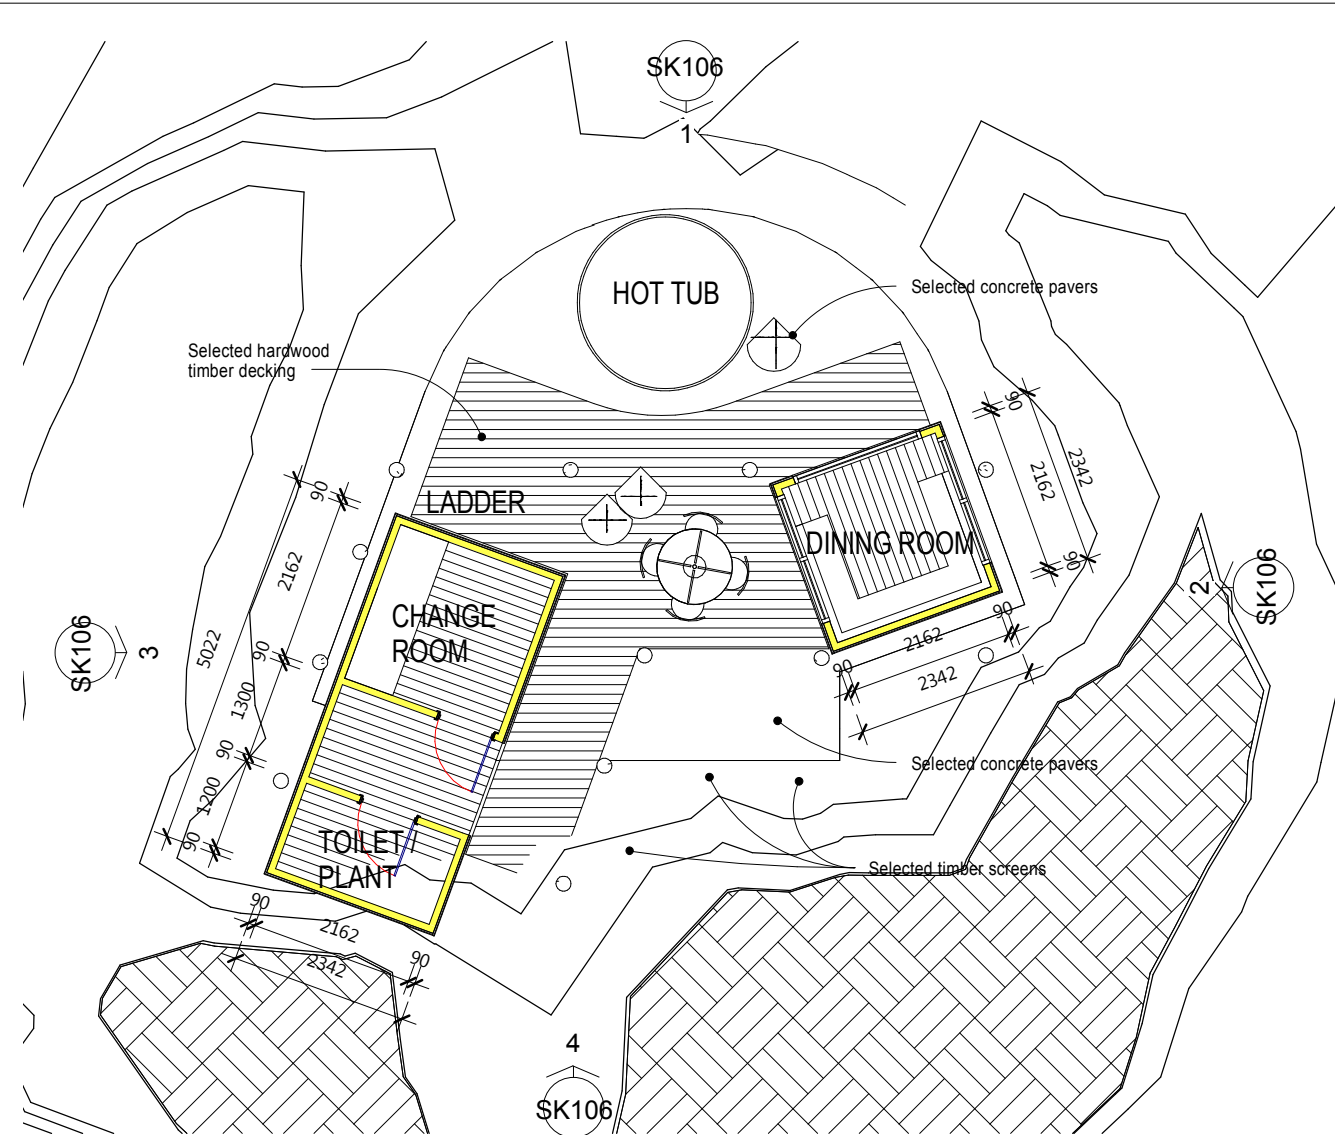 SK106
1
HOT TUB
Selected concrete pavers
Selected hardwood
timber decking
LADDER
DINING ROOM
90
2162
2342
90
90
2162
90
2342
90
2162
90
1300
90
1200
90
5022
CHANGE
ROOM
2
SK106
SK106
3
Selected concrete pavers
Selected timber screens
TOILET /
PLANT
90
2162
90
2342
4
SK106